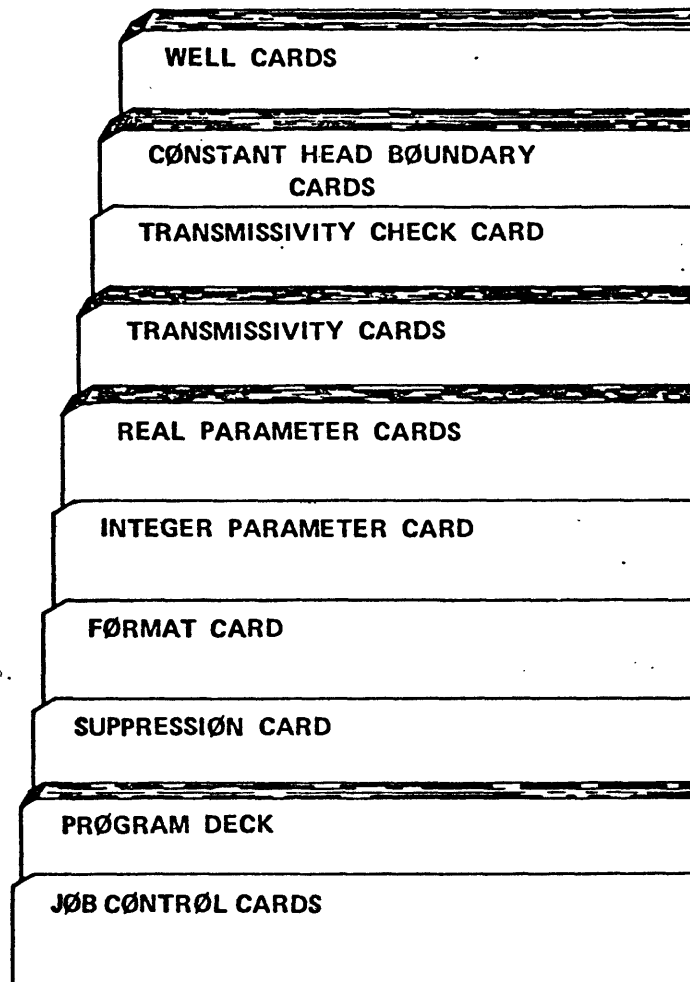 WELL CARDS
CØNSTANT HEAD BØUNDARY
CARDS
TRANSMISSIVITY CHECK CARD
TRANSMISSIVITY CARDS
REAL PARAMETER CARDS
INTEGER PARAMETER CARD
FØRMAT CARD
SUPPRESSIØN CARD
PRØGRAM DECK
JØB CØNTRØL CARDS